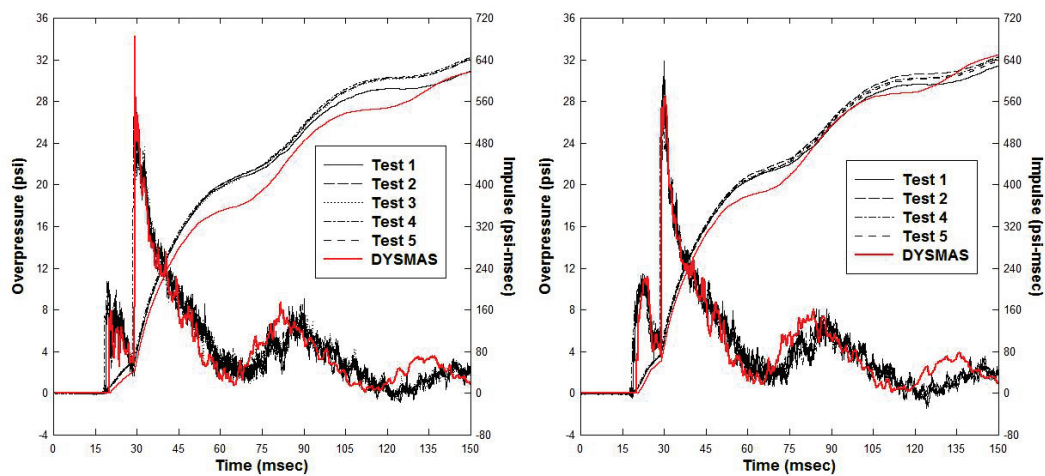 36
32
28
24
20
16
12
8
4
0
-4
Overpressure (psi)
720
640
560
480
400
320
240
160
80
0
-80
Impulse (psi-msec)
Test 1
Test 2
Test 3
Test 4
Test 5
DYSMAS
0 15 30 45 60 75 90 105 120 135 150
Time (msec)
36
32
28
24
20
16
12
8
4
0
-4
Overpressure (psi)
720
640
560
480
400
320
240
160
80
0
-80
Impulse (psi-msec)
Test 1
Test 2
Test 4
Test 5
DYSMAS
0 15 30 45 60 75 90 105 120 135 150
Time (msec)